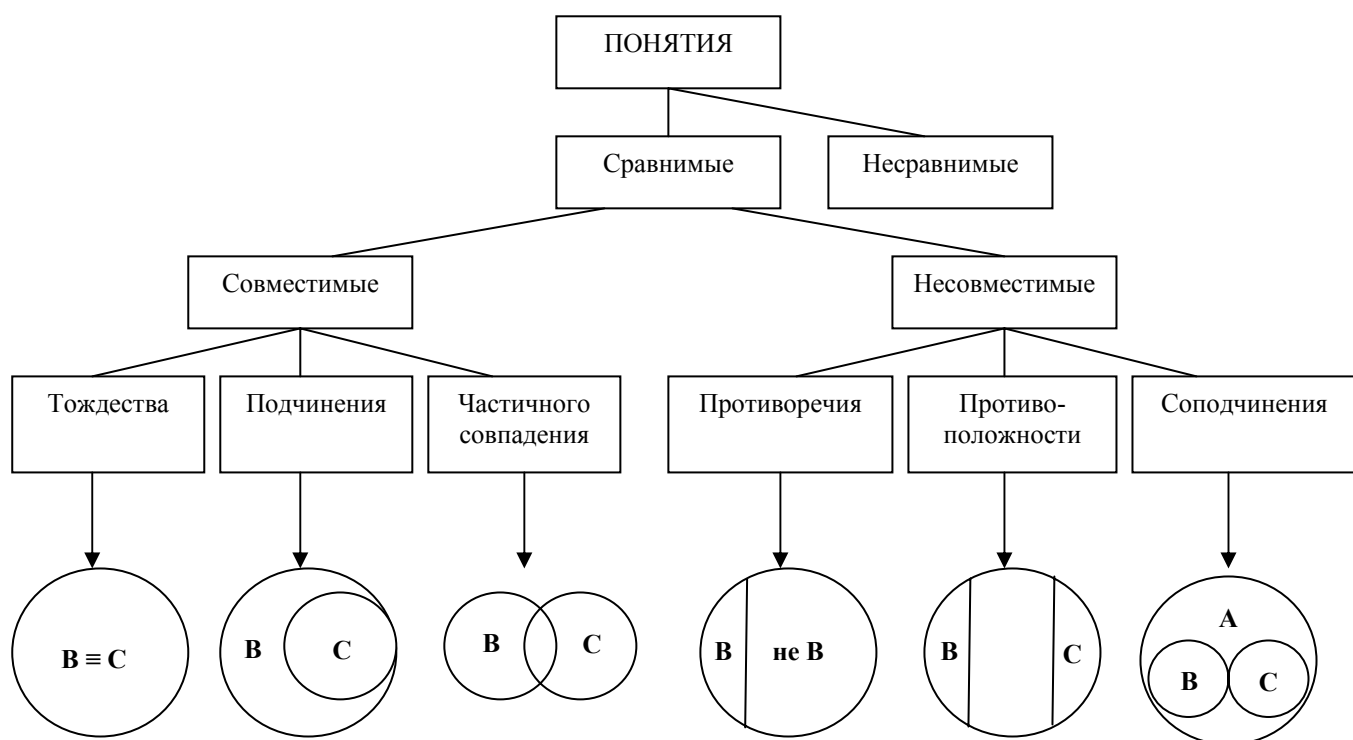 ПОНЯТИЯ
Сравнимые
Несравнимые
Совместимые
Несовместимые
Тождества
Подчинения
Частичного
совпадения
Противоречия
Противо-
положности
Соподчинения
B ≡ C
B
C
B
C
B
не B
B
C
A
B
C